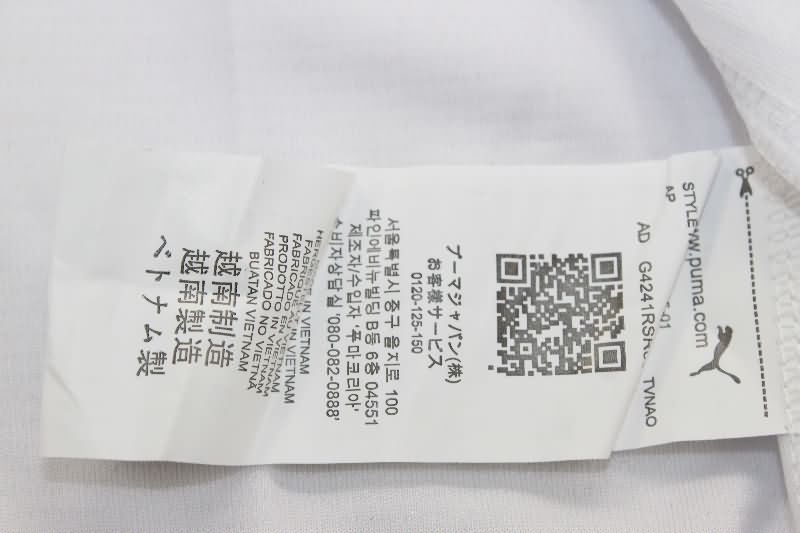 www.puma.com
STYLE
AP
-01
AD G4241RSH TVNAO
プーマジャパン(株)
お客様サービス
0120-125-150
서울특별시 중구 을지로 100
파인에비뉴빌딩 B동 6층 04551
제조자/수입자 '푸마코리아'
소비자상담실 '080-082-0888'
VIETNAM
FABRIQUÉ AU VIETNAM
FABRICADO EN VIETNAM
PRODOTTO IN VIETNAM
FABRICADO NO VIETNAM
BUATAN VIETNAM
越南制造
越南製造
ベトナム製